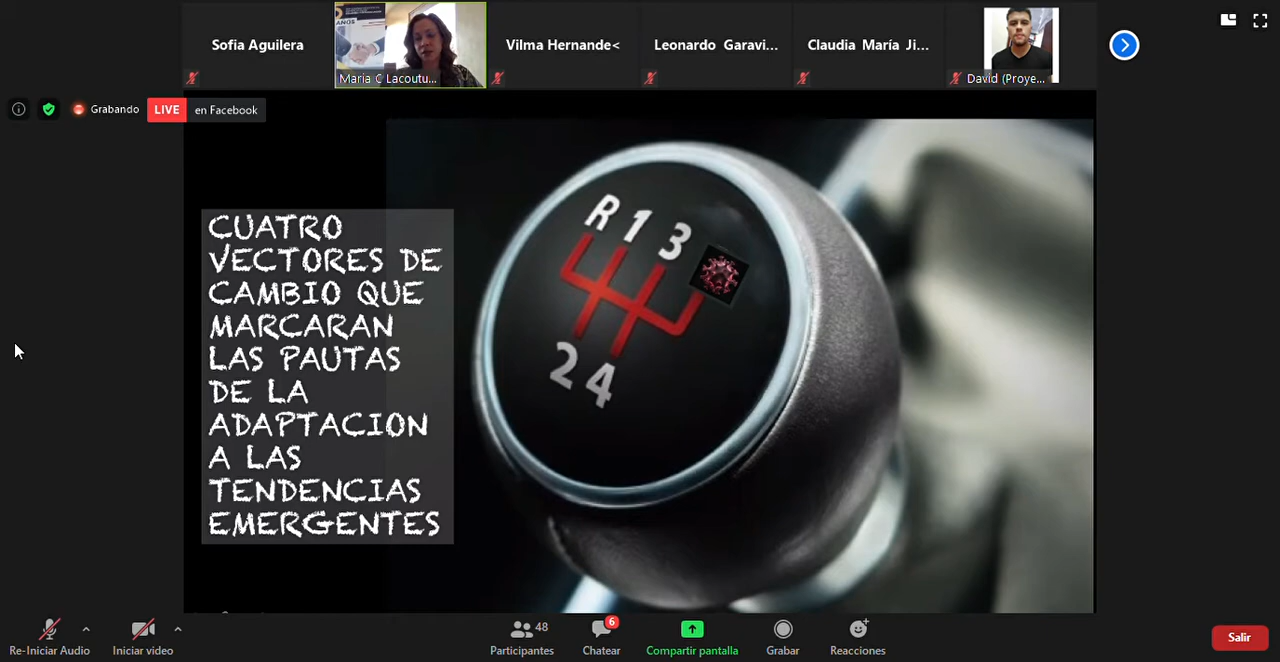 Sofia Aguilera
Maria C Lacoutu...
Vilma Hernande<
Leonardo Garavi...
Claudia María Ji...
David (Proye...
Grabando
LIVE
en Facebook
CUATRO
VECTORES DE
CAMBIO QUE
MARCARAN
LAS PAUTAS
DE LA
ADAPTACION
A LAS
TENDENCIAS
EMERGENTES
R 1 3
2 4
Re-Iniciar Audio
Iniciar video
48
Participantes
6
Chatear
Compartir pantalla
Grabar
Reacciones
Salir